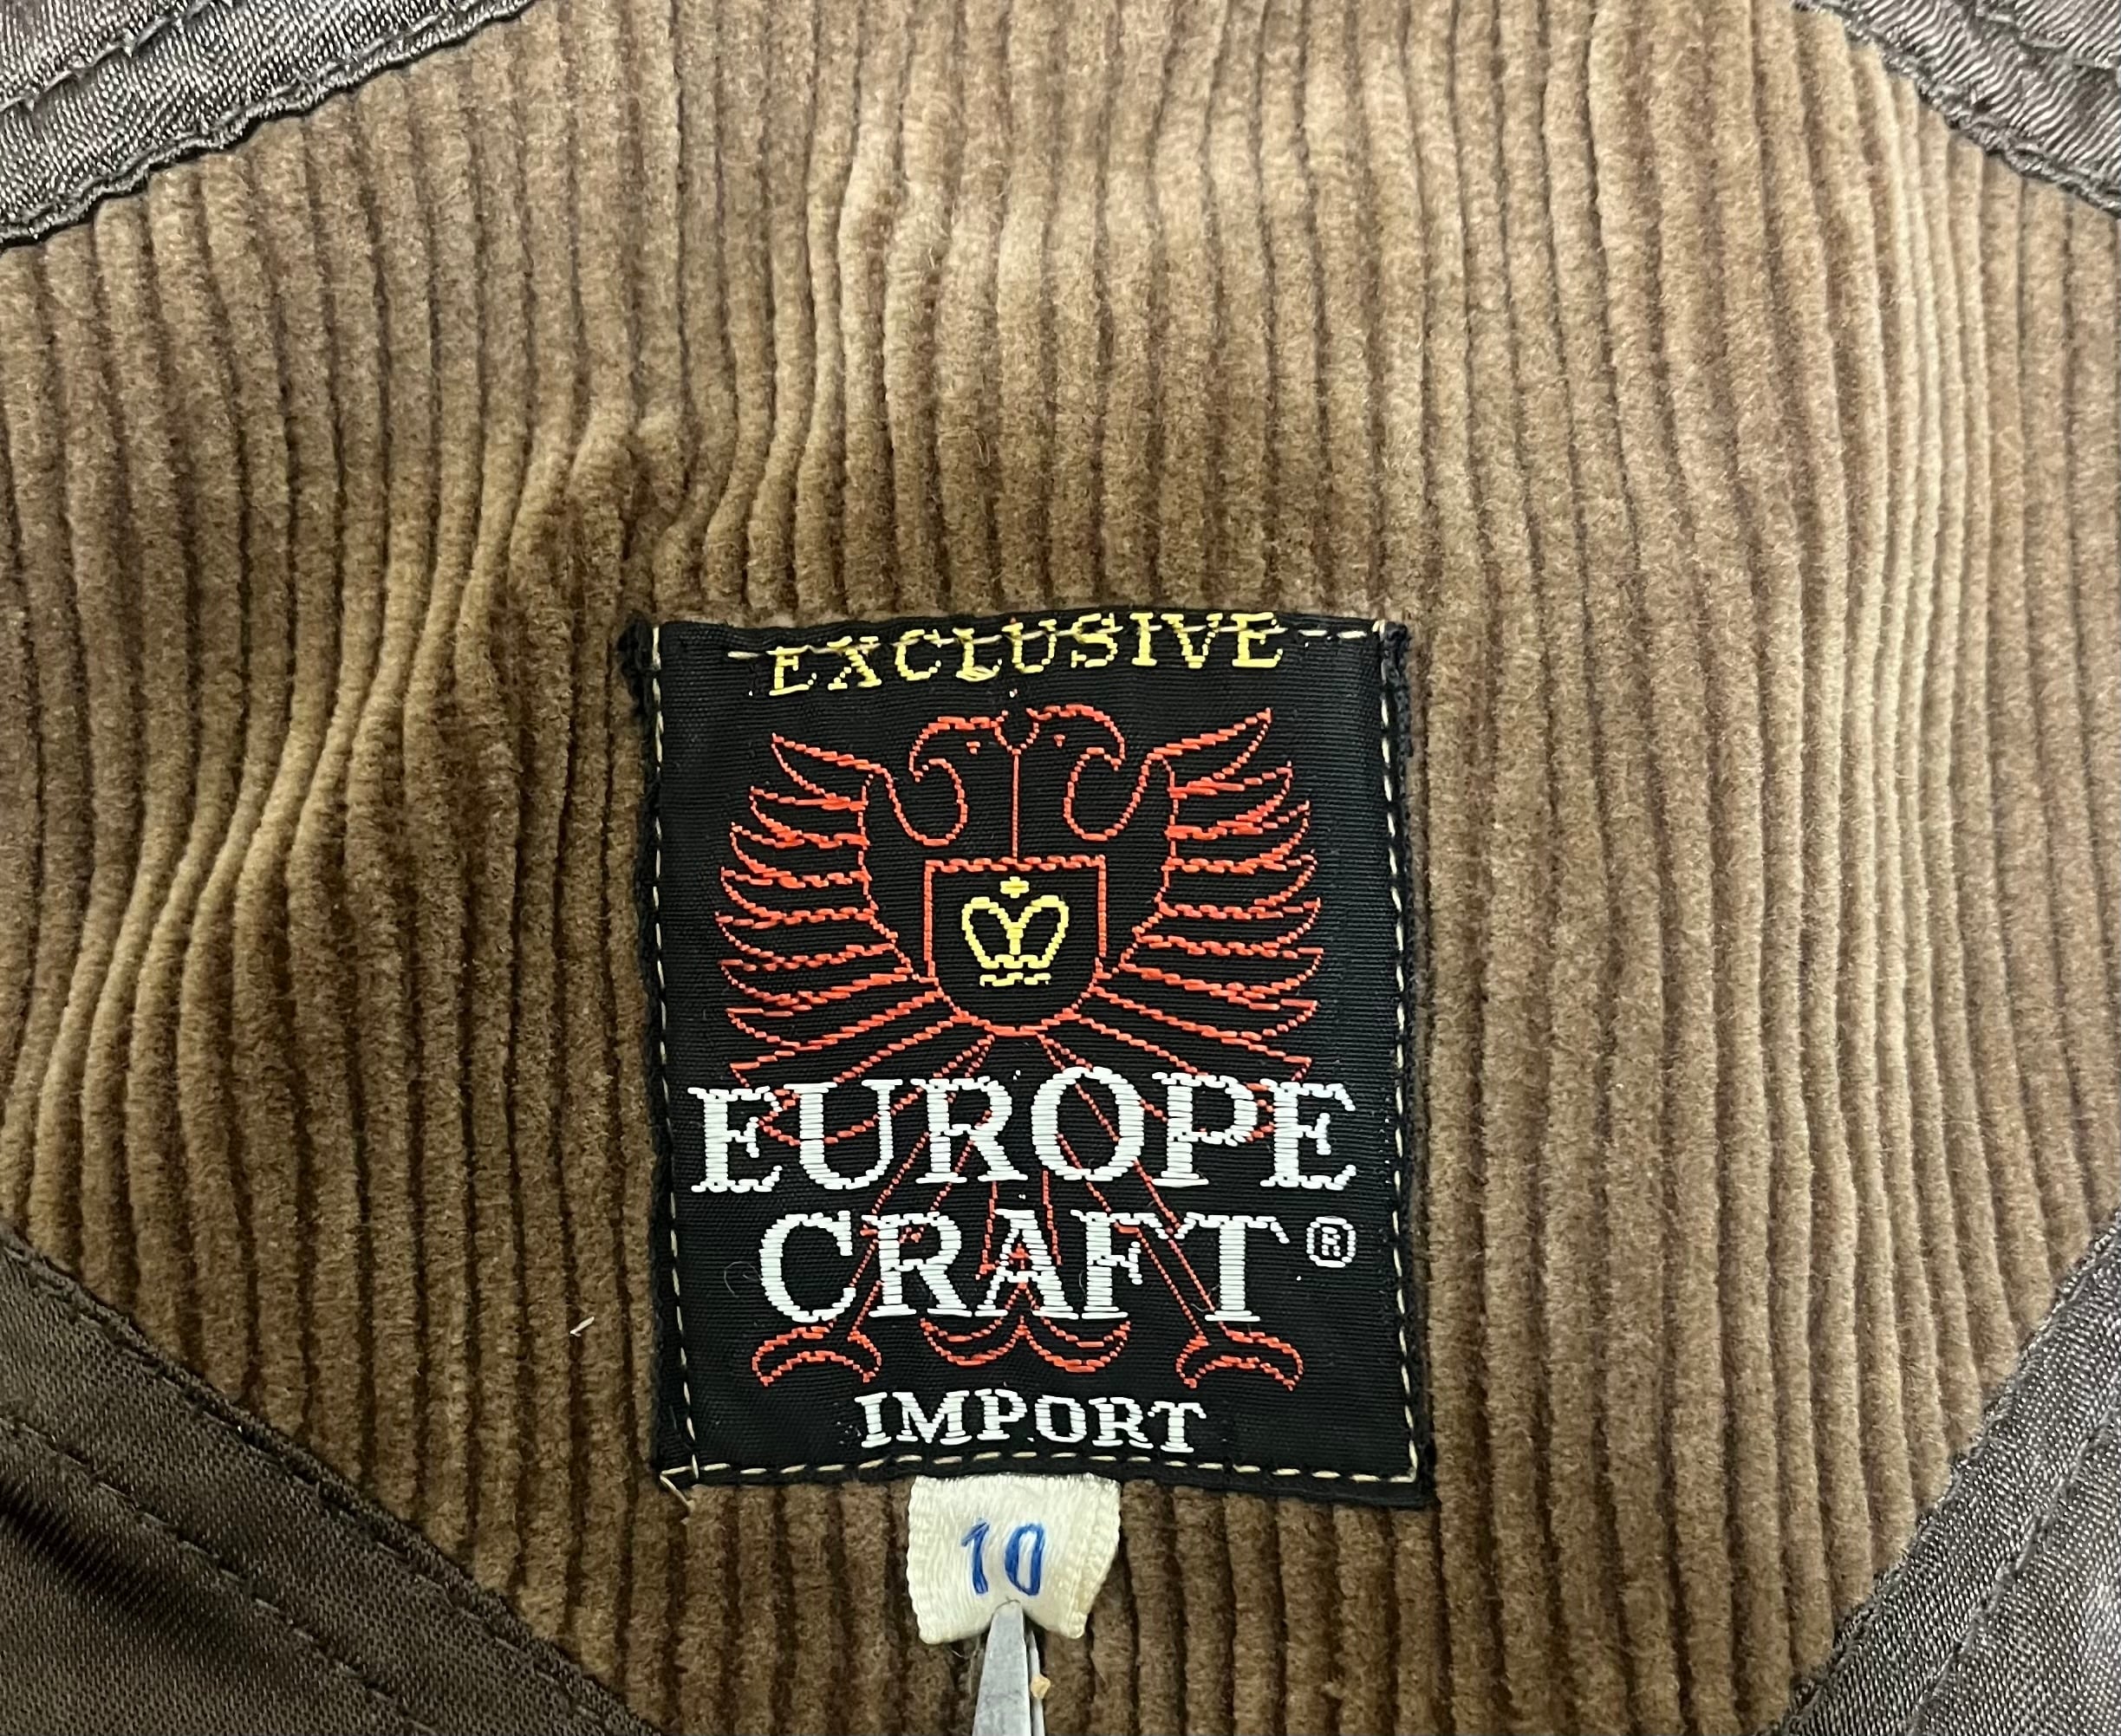 EXCLUSIVE
EUROPE
CRAFT®
IMPORT
10